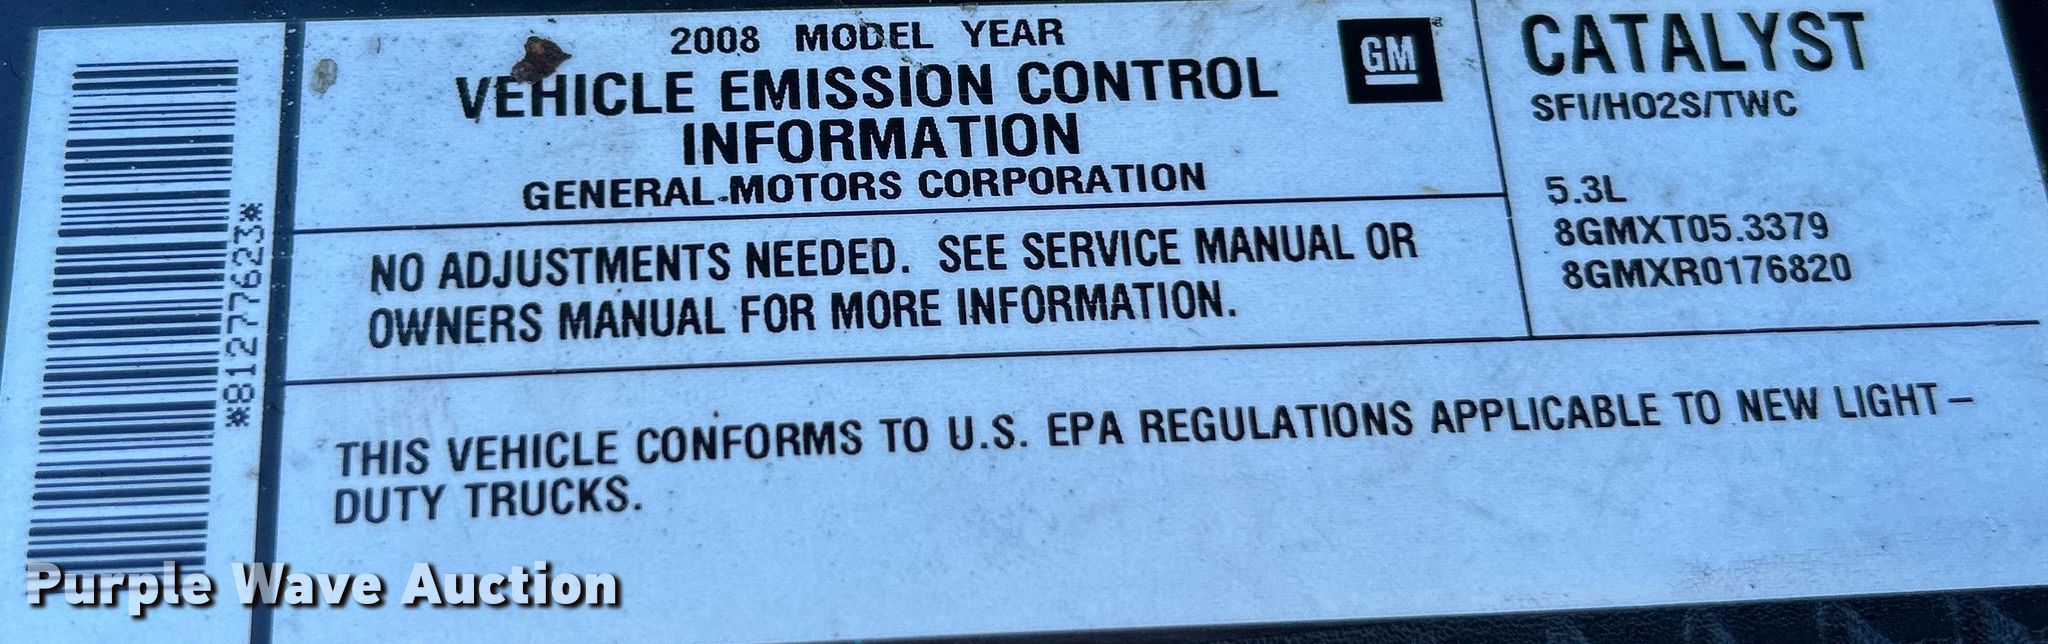 *812776223*
2008 MODEL YEAR
VEHICLE EMISSION CONTROL
INFORMATION
GENERAL MOTORS CORPORATION
GM
CATALYST
SFI/HO2S/TWC
5.3L
8GMXT05.3379
8GMXR0176820
NO ADJUSTMENTS NEEDED. SEE SERVICE MANUAL OR
OWNERS MANUAL FOR MORE INFORMATION.
THIS VEHICLE CONFORMS TO U.S. EPA REGULATIONS APPLICABLE TO NEW LIGHT-
DUTY TRUCKS.
Purple Wave Auction